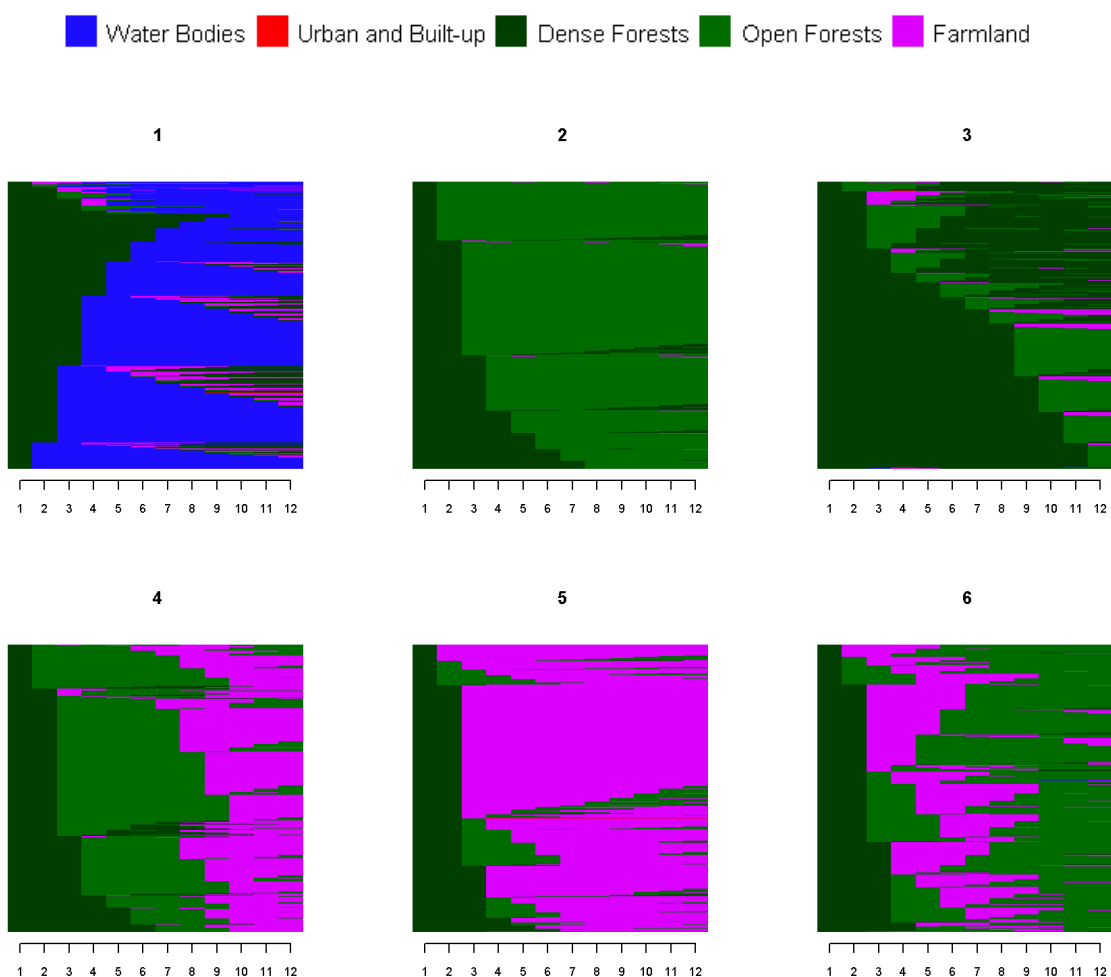 Water Bodies Urban and Built-up Dense Forests Open Forests Farmland
1 2 3
1 2 3 4 5 6 7 8 9 10 11 12 1 2 3 4 5 6 7 8 9 10 11 12 1 2 3 4 5 6 7 8 9 10 11 12
4 5 6
1 2 3 4 5 6 7 8 9 10 11 12 1 2 3 4 5 6 7 8 9 10 11 12 1 2 3 4 5 6 7 8 9 10 11 12